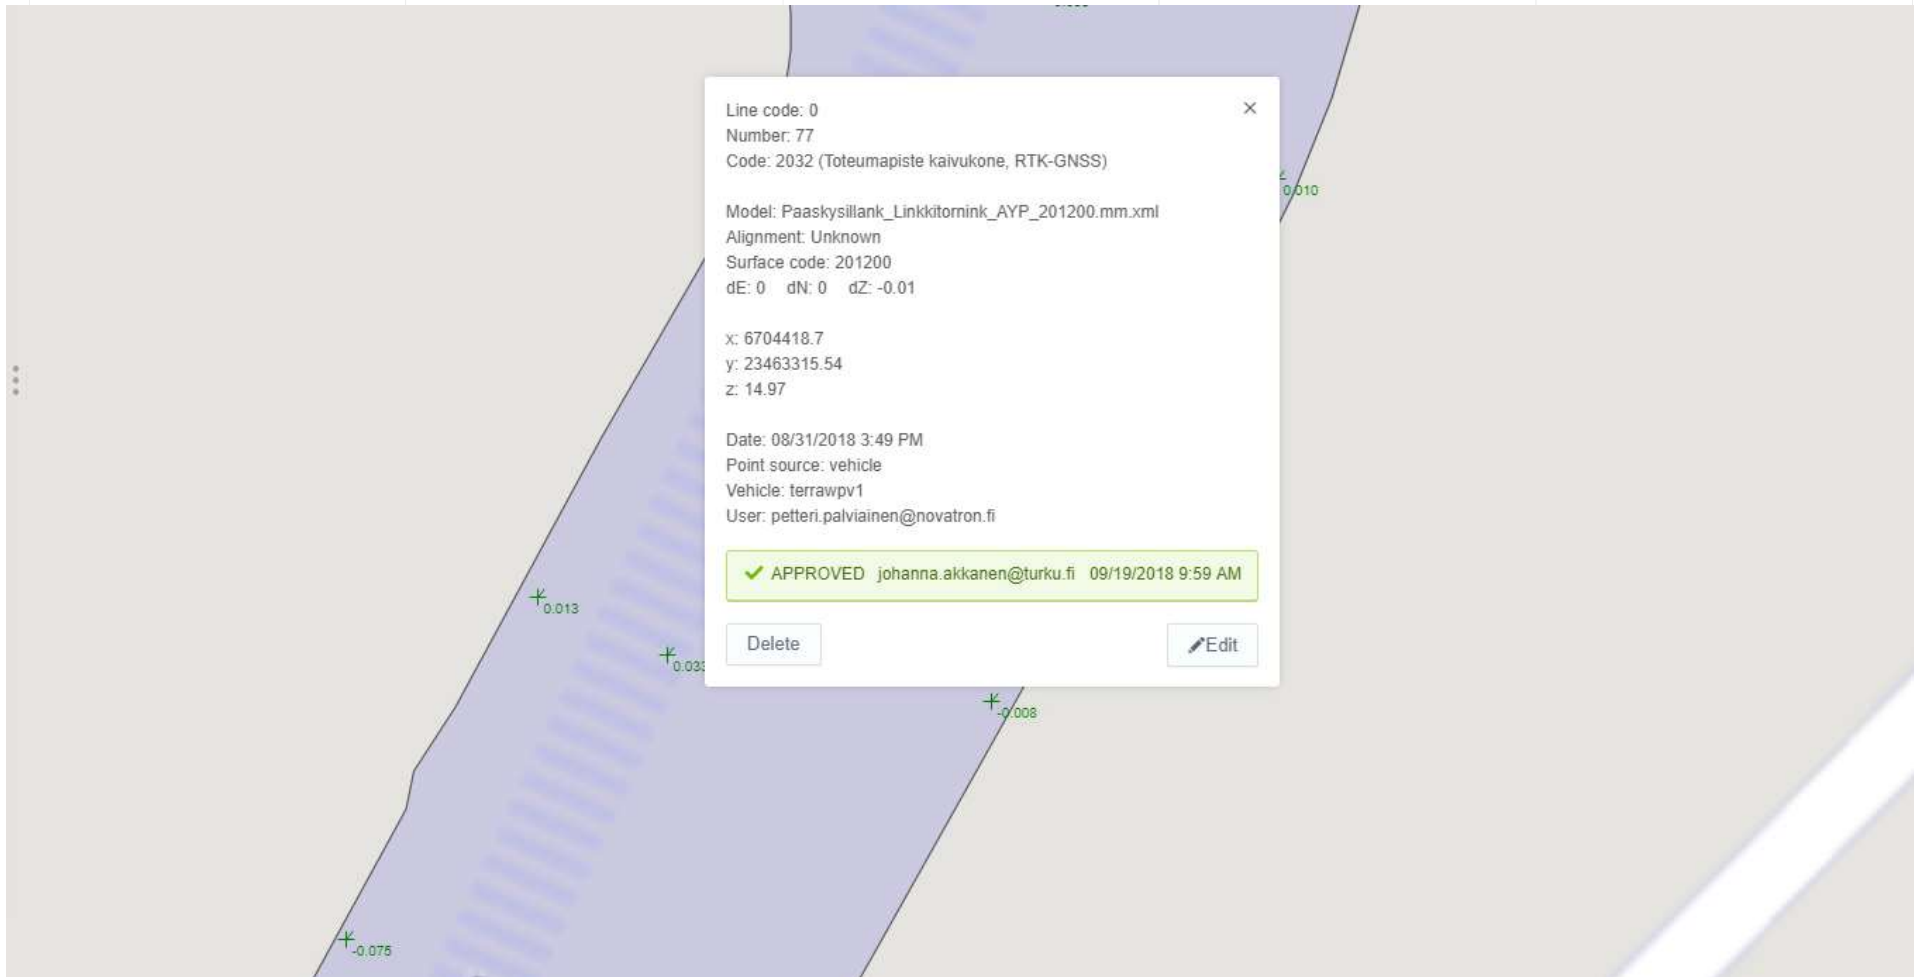 Line code: 0
Number: 77
Code: 2032 (Toteumapiste kaivukone, RTK-GNSS)
Model: Paaskysillank_Linkkitornink_AYP_201200.mm.xml
Alignment: Unknown
Surface code: 201200
dE: 0 dN: 0 dZ: -0.01
x: 6704418.7
y: 23463315.54
z: 14.97
Date: 08/31/2018 3:49 PM
Point source: vehicle
Vehicle: terrawpv1
User: petteri.palviainen@novatron.fi
APPROVED johanna.akkanen@turku.fi 09/19/2018 9:59 AM
Delete
Edit
0.010
0.013
0.033
-0.008
-0.075